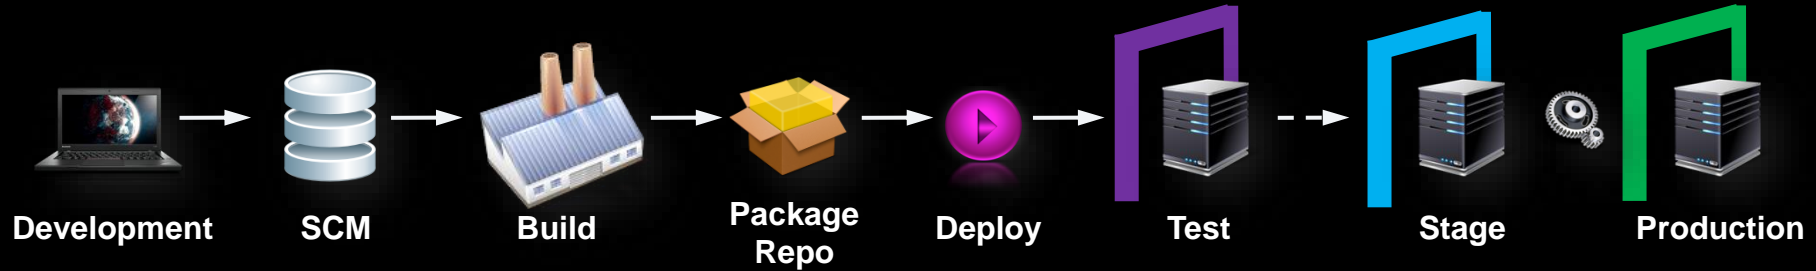 Development
SCM
Build
Package
Repo
Deploy
Test
Stage
Production